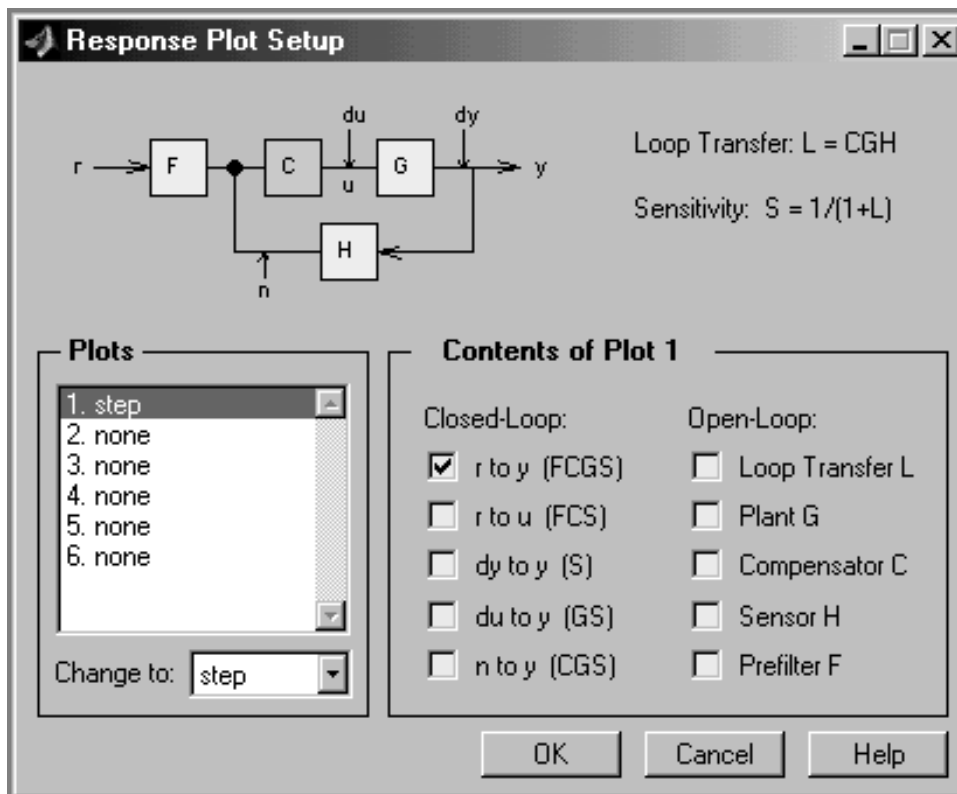 Response Plot Setup
du
dy
r
F
C
G
y
u
H
n
Loop Transfer: L = CGH
Sensitivity: S = 1/(1+L)
Plots
1. step
2. none
3. none
4. none
5. none
6. none
Change to: step
Contents of Plot 1
Closed-Loop:
r to y (FCGS)
r to u (FCS)
dy to y (S)
du to y (GS)
n to y (CGS)
Open-Loop:
Loop Transfer L
Plant G
Compensator C
Sensor H
Prefilter F
OK
Cancel
Help